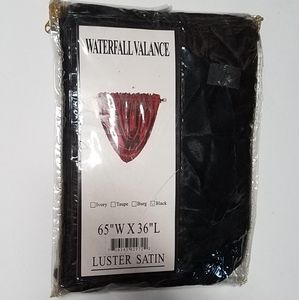 WATERFALL VALANCE
Ivory Taupe Burg Black
65"W X 36"L
LUSTER SATIN